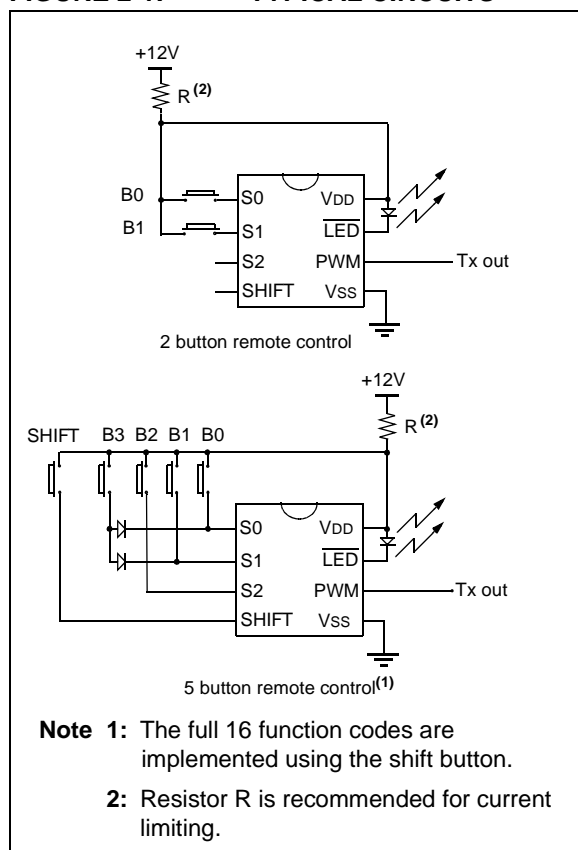 +12V
R(2)
B0
B1
S0
S1
S2
SHIFT
VDD
LED
PWM
VSS
Tx out
2 button remote control
+12V
R(2)
SHIFT B3 B2 B1 B0
S0
S1
S2
SHIFT
VDD
LED
PWM
VSS
Tx out
5 button remote control(1)
Note 1: The full 16 function codes are
implemented using the shift button.
2: Resistor R is recommended for current
limiting.